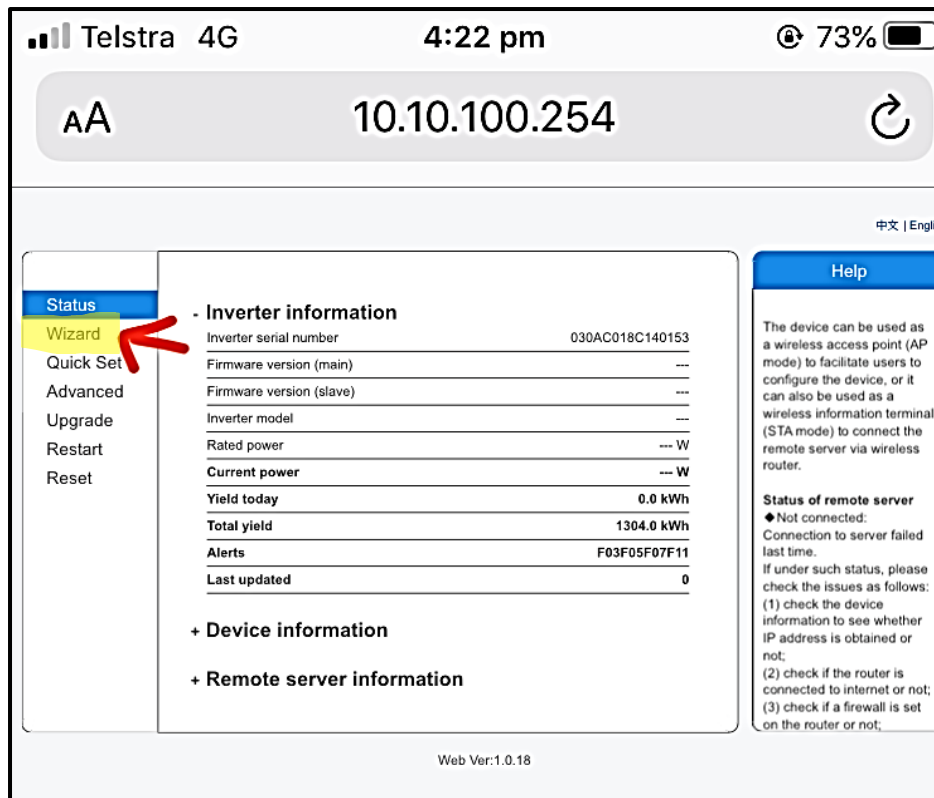 Telstra 4G 4:22 pm 73%
AA 10.10.100.254
中文 | Engli
Status
Wizard
Quick Set
Advanced
Upgrade
Restart
Reset
- Inverter information
Inverter serial number 030AC018C140153
Firmware version (main) ---
Firmware version (slave) ---
Inverter model ---
Rated power --- W
Current power --- W
Yield today 0.0 kWh
Total yield 1304.0 kWh
Alerts F03F05F07F11
Last updated 0
+ Device information
+ Remote server information
Help
The device can be used as
a wireless access point (AP
mode) to facilitate users to
configure the device, or it
can also be used as a
wireless information terminal
(STA mode) to connect the
remote server via wireless
router.
Status of remote server
◆Not connected:
Connection to server failed
last time.
If under such status, please
check the issues as follows:
(1) check the device
information to see whether
IP address is obtained or
not;
(2) check if the router is
connected to internet or not;
(3) check if a firewall is set
on the router or not;
Web Ver:1.0.18